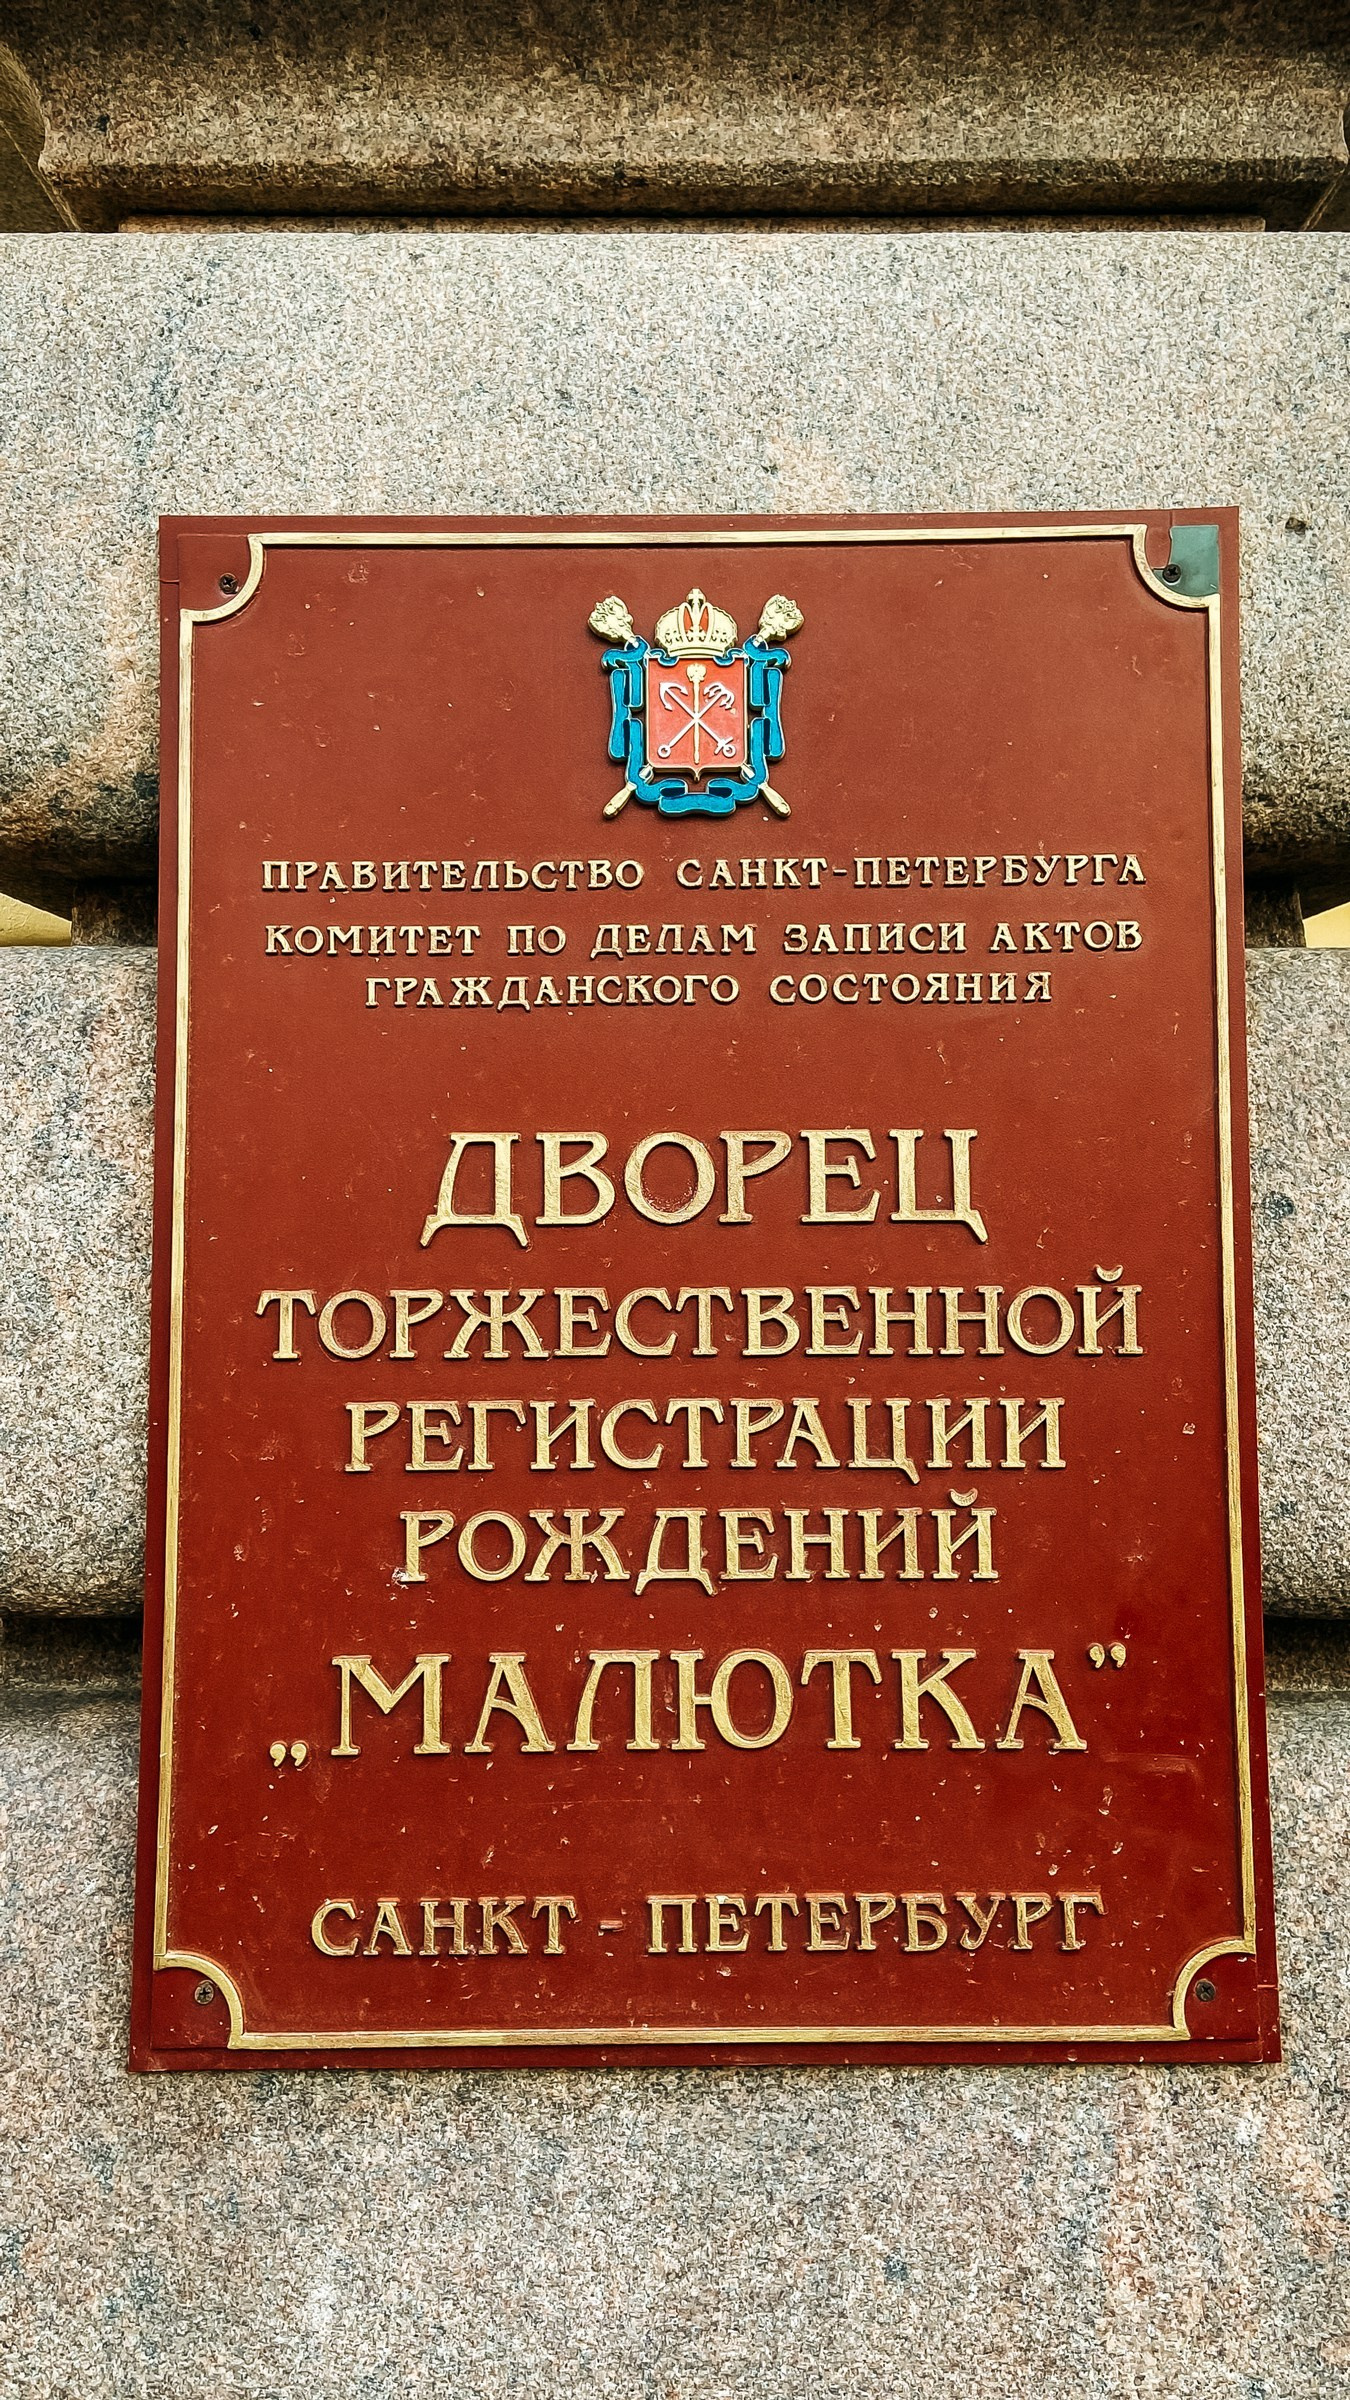 ПРАВИТЕЛЬСТВО САНКТ-ПЕТЕРБУРГА
КОМИТЕТ ПО ДЕЛАМ ЗАПИСИ АКТОВ
ГРАЖДАНСКОГО СОСТОЯНИЯ
ДВОРЕЦ
ТОРЖЕСТВЕННОЙ
РЕГИСТРАЦИИ
РОЖДЕНИЙ
„МАЛЮТКА”
САНКТ-ПЕТЕРБУРГ